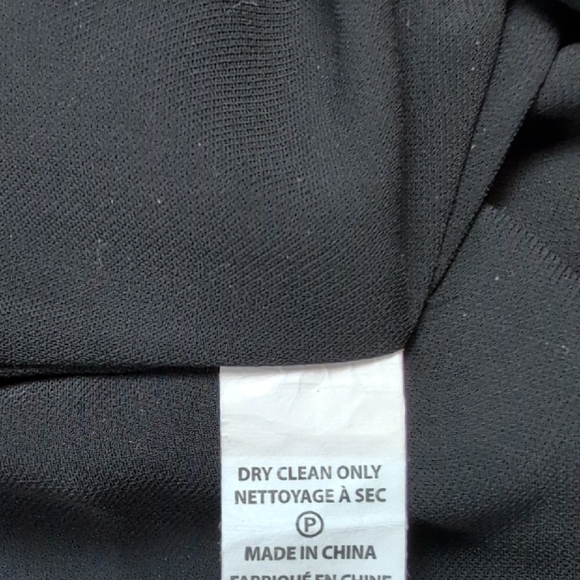 DRY CLEAN ONLY
NETTOYAGE À SEC
P
MADE IN CHINA
FABRIQUÉ EN CHINE